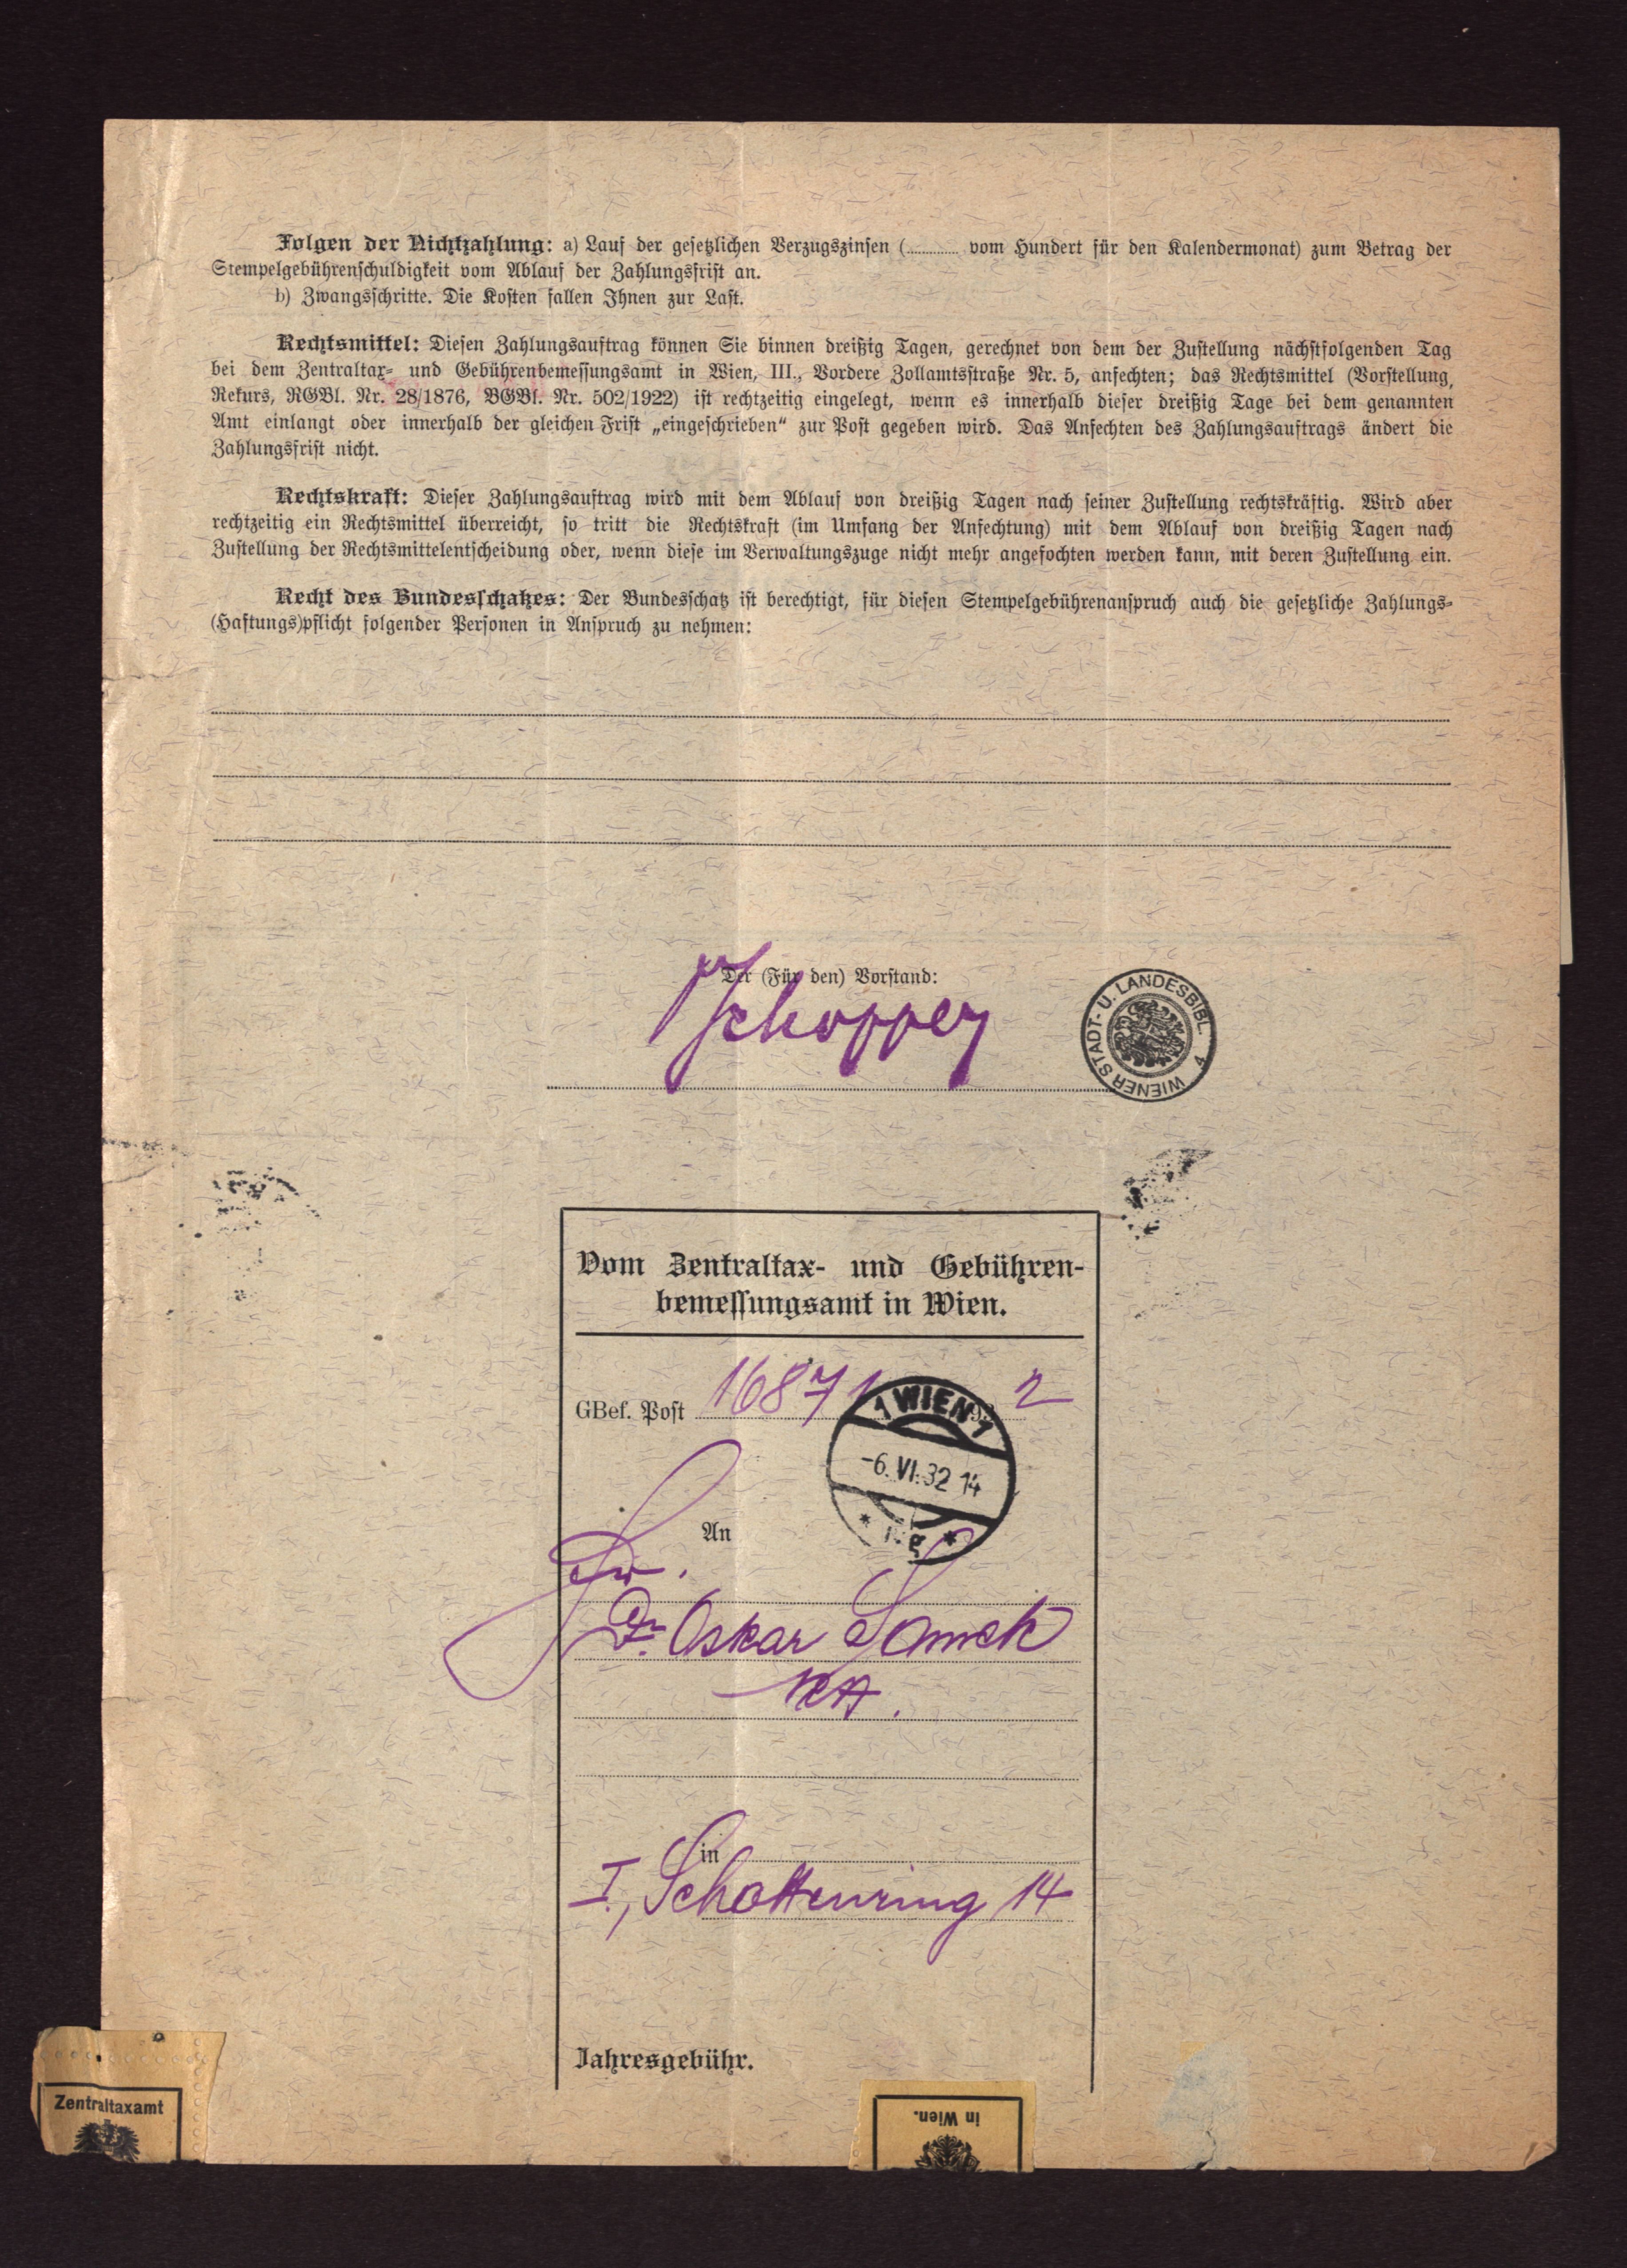 Folgen der Nichtzahlung: a) Lauf der gesetzlichen Verzugszinsen (............ vom Hundert für den Kalendermonat) zum Betrag der
Stempelgebührenschuldigkeit vom Ablauf der Zahlungsfrist an.
b) Zwangsschritte. Die Kosten fallen Ihnen zur Last.
Rechtsmittel: Diesen Zahlungsauftrag können Sie binnen dreißig Tagen, gerechnet von dem der Zustellung nächstfolgenden Tag
bei dem Zentraltax- und Gebührenbemessungsamt in Wien, III., Vordere Zollamtsstraße Nr. 5, anfechten; das Rechtsmittel (Vorstellung,
Rekurs, RGBl. Nr. 28/1876, BGBl. Nr. 502/1922) ist rechtzeitig eingelegt, wenn es innerhalb dieser dreißig Tage bei dem genannten
Amt einlangt oder innerhalb der gleichen Frist „eingeschrieben“ zur Post gegeben wird. Das Anfechten des Zahlungsauftrags ändert die
Zahlungsfrist nicht.
Rechtskraft: Dieser Zahlungsauftrag wird mit dem Ablauf von dreißig Tagen nach seiner Zustellung rechtskräftig. Wird aber
rechtzeitig ein Rechtsmittel überreicht, so tritt die Rechtskraft (im Umfang der Anfechtung) mit dem Ablauf von dreißig Tagen nach
Zustellung der Rechtsmittelentscheidung oder, wenn diese im Verwaltungszuge nicht mehr angefochten werden kann, mit deren Zustellung ein.
Recht des Bundesschatzes: Der Bundesschatz ist berechtigt, für diesen Stempelgebührenanspruch auch die gesetzliche Zahlungs-
(Haftungs)pflicht folgender Personen in Anspruch zu nehmen:
Der (Für den) Vorstand:
Schopper
WIENER STADT- U. LANDESBIBL. 4
Vom Zentraltax- und Gebühren-
bemessungsamt in Wien.
GBef. Post 16871 2
1 WIEN 1
-6. VI. 32 14
An
Dr. Oskar Samek
RA.
in
I., Schottenring 14
Jahresgebühr.
Zentraltaxamt
in Wien.